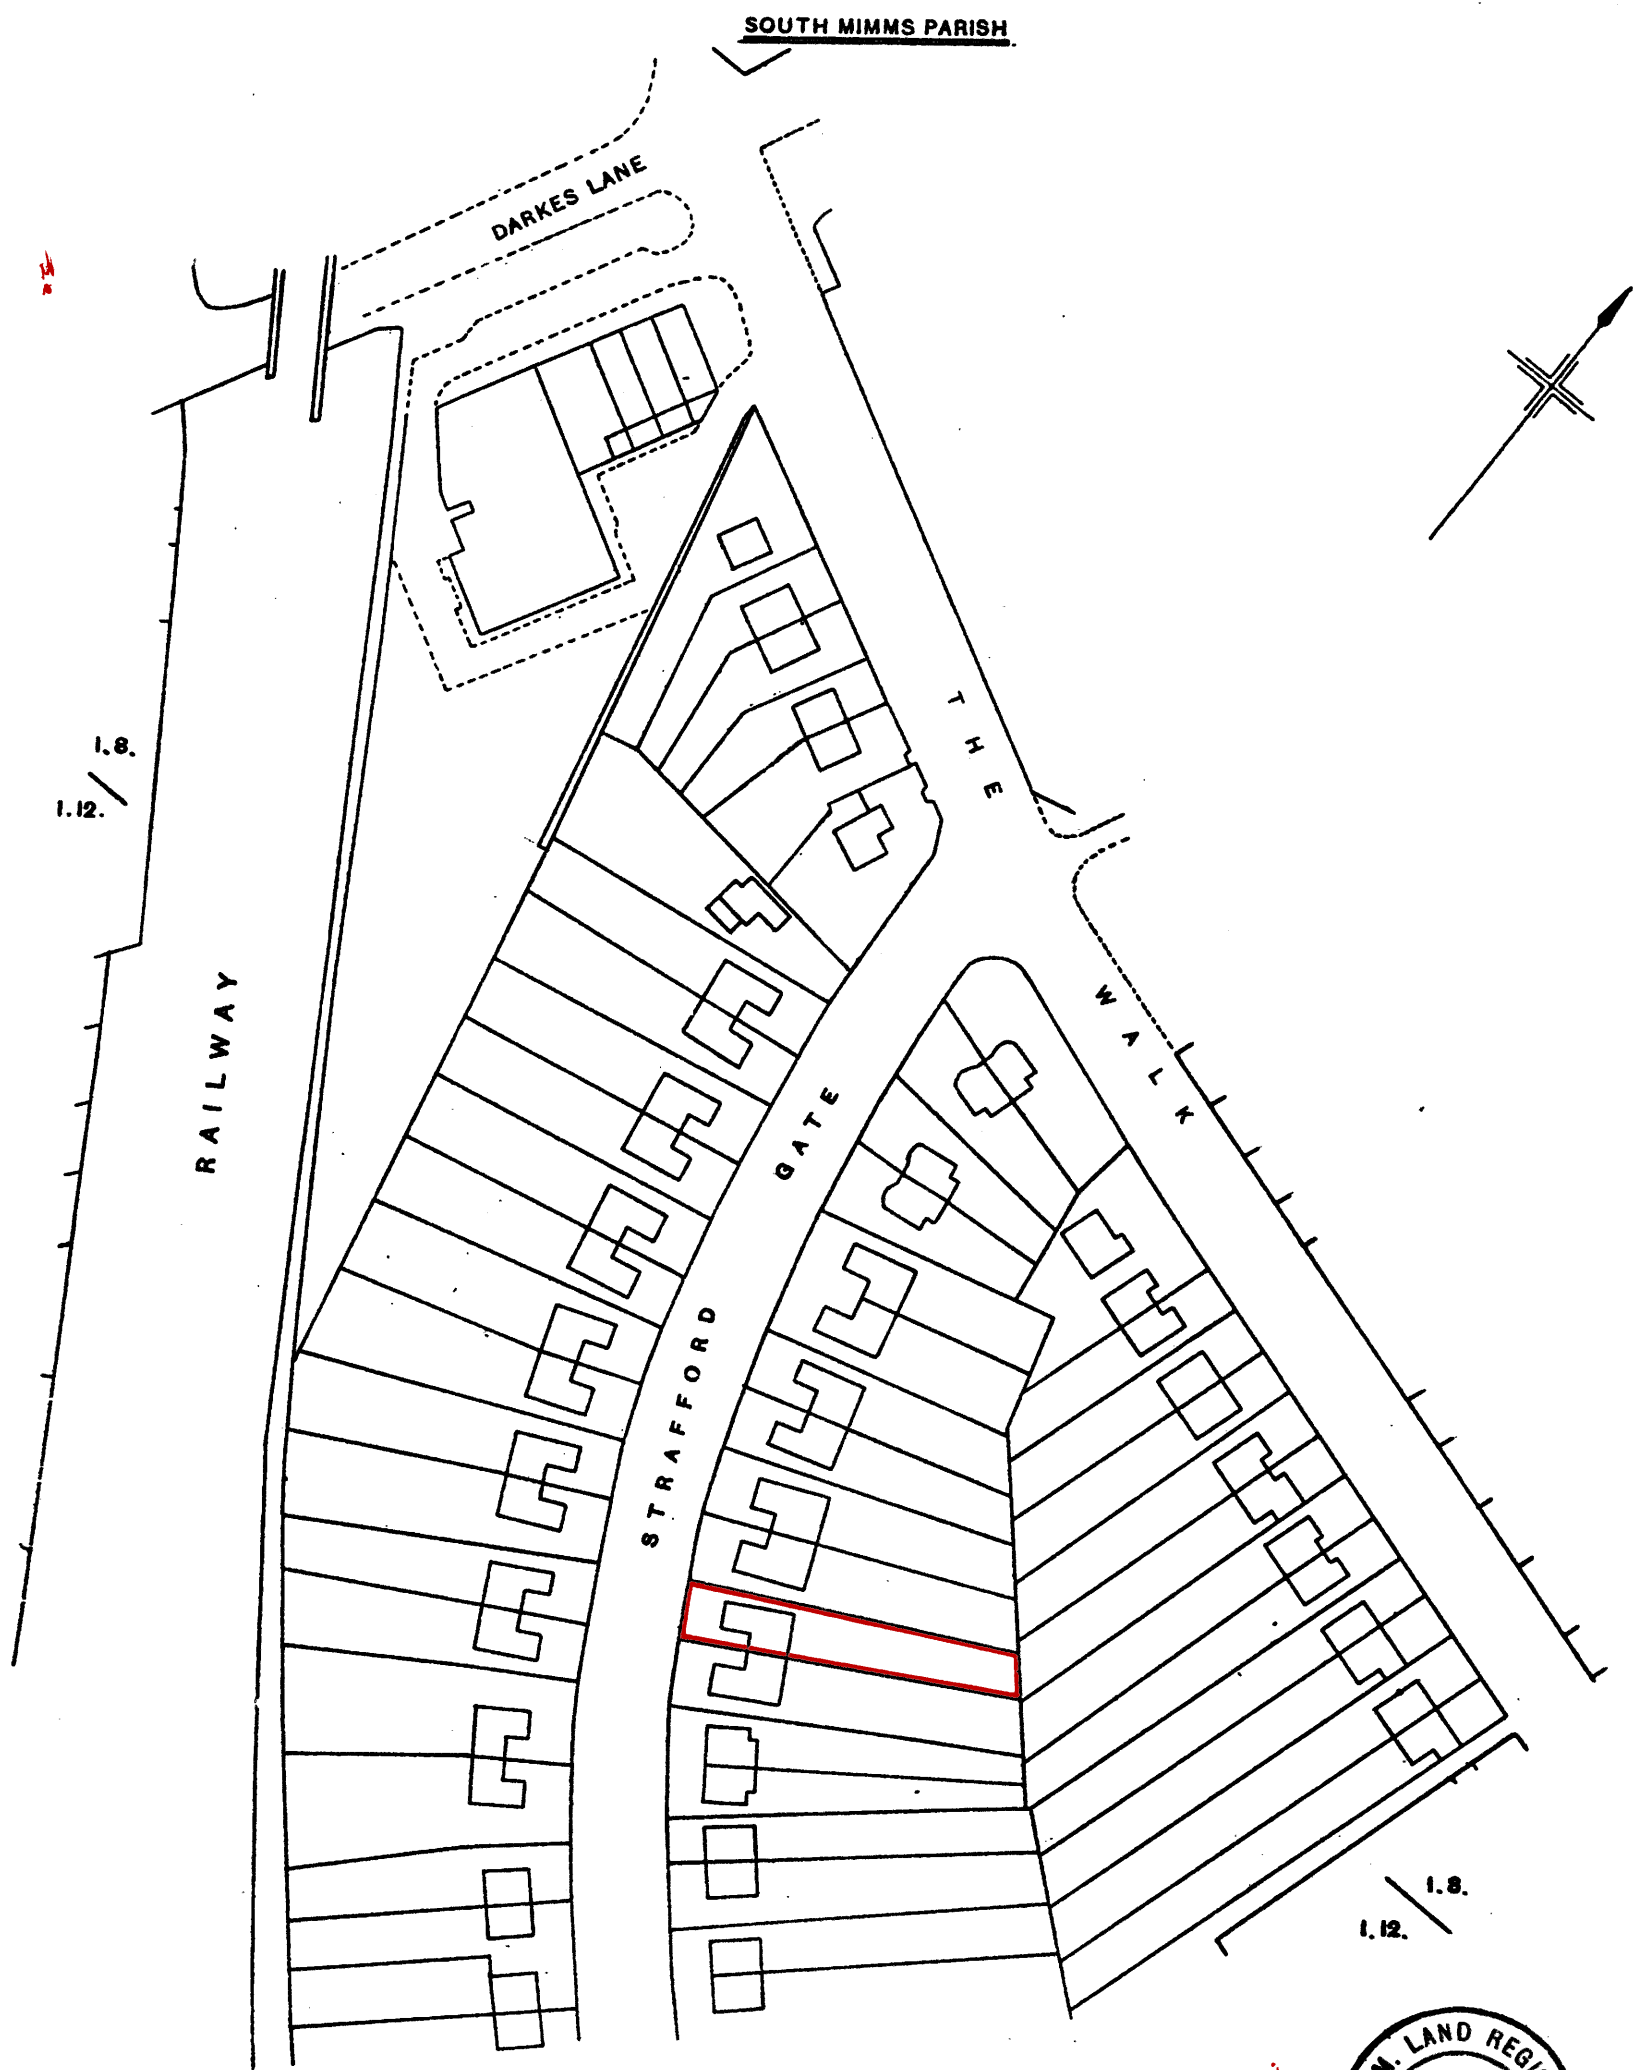 SOUTH MIMMS PARISH
DARKES LANE
1.8.
1.12.
THE
WALK
RAILWAY
STRAFFORD GATE
1.8.
1.12.
M. LAND REGI